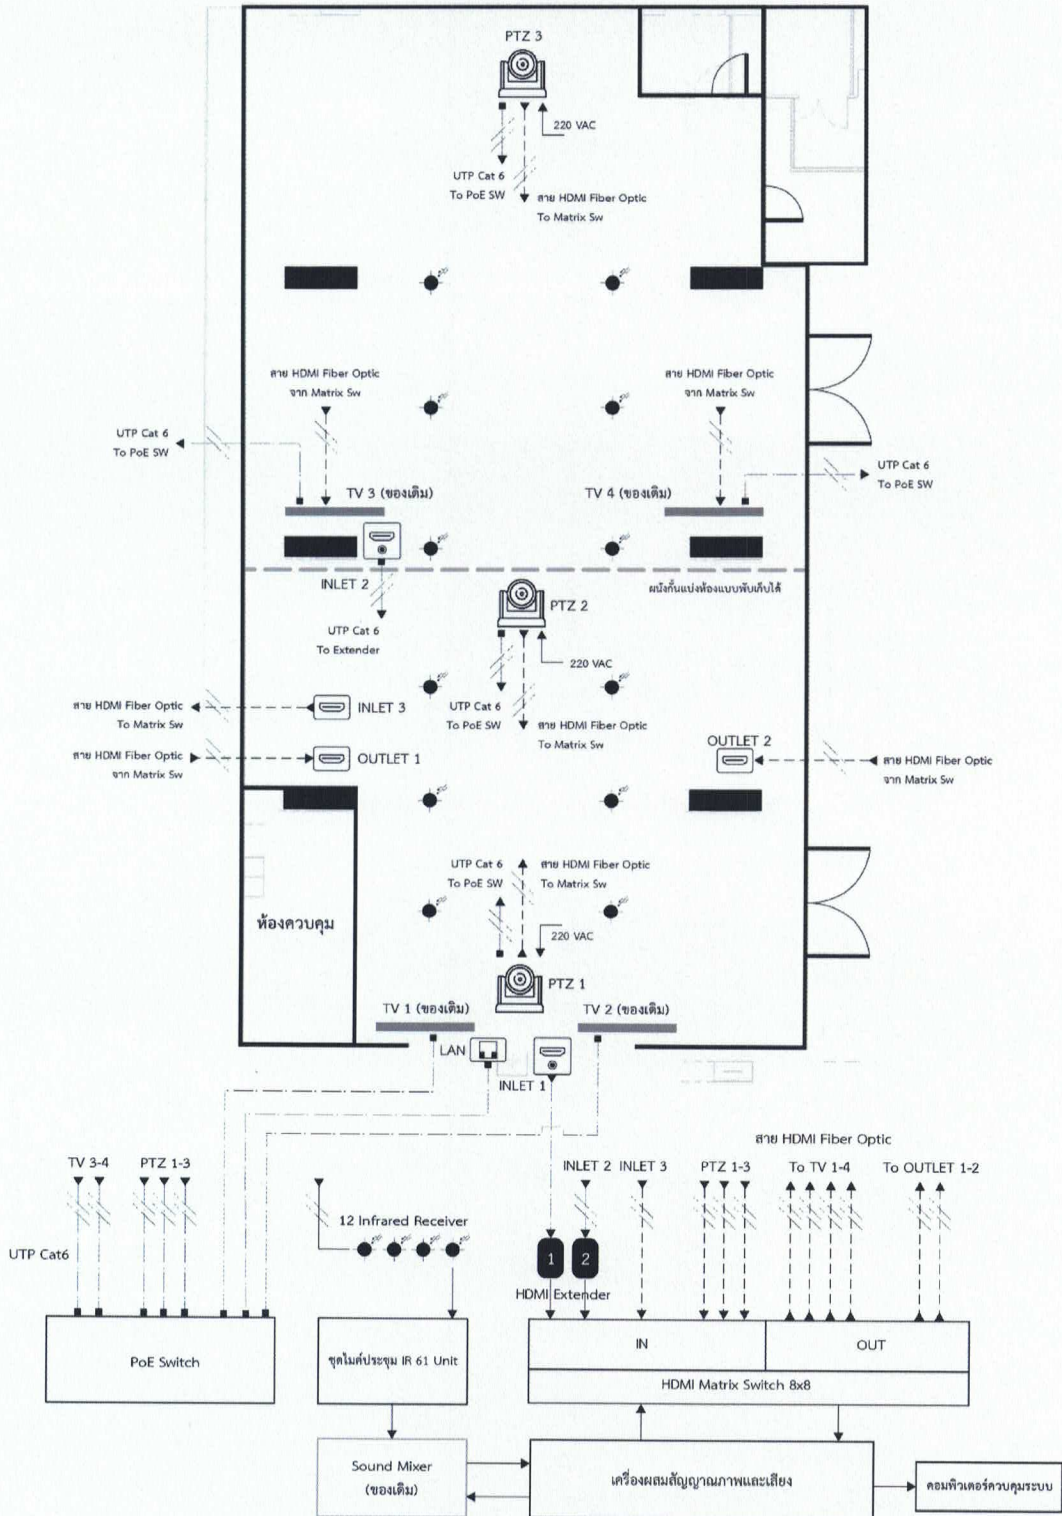 PTZ 3
220 VAC
UTP Cat 6
To PoE SW
สาย HDMI Fiber Optic
To Matrix Sw
สาย HDMI Fiber Optic
จาก Matrix Sw
สาย HDMI Fiber Optic
จาก Matrix Sw
UTP Cat 6
To PoE SW
UTP Cat 6
To PoE SW
TV 3 (ของเดิม)
TV 4 (ของเดิม)
INLET 2
ผนังกั้นแบ่งห้องแบบพับเก็บได้
PTZ 2
UTP Cat 6
To Extender
220 VAC
สาย HDMI Fiber Optic
To Matrix Sw
INLET 3
UTP Cat 6
To PoE SW
สาย HDMI Fiber Optic
To Matrix Sw
OUTLET 2
สาย HDMI Fiber Optic
จาก Matrix Sw
OUTLET 1
สาย HDMI Fiber Optic
จาก Matrix Sw
UTP Cat 6
To PoE SW
สาย HDMI Fiber Optic
To Matrix Sw
ห้องควบคุม
220 VAC
PTZ 1
TV 1 (ของเดิม)
TV 2 (ของเดิม)
LAN
INLET 1
สาย HDMI Fiber Optic
TV 3-4
PTZ 1-3
INLET 2
INLET 3
PTZ 1-3
To TV 1-4
To OUTLET 1-2
12 Infrared Receiver
UTP Cat6
1
2
HDMI Extender
PoE Switch
ชุดไมค์ประชุม IR 61 Unit
IN
OUT
HDMI Matrix Switch 8x8
Sound Mixer
(ของเดิม)
เครื่องผสมสัญญาณภาพและเสียง
คอมพิวเตอร์ควบคุมระบบ